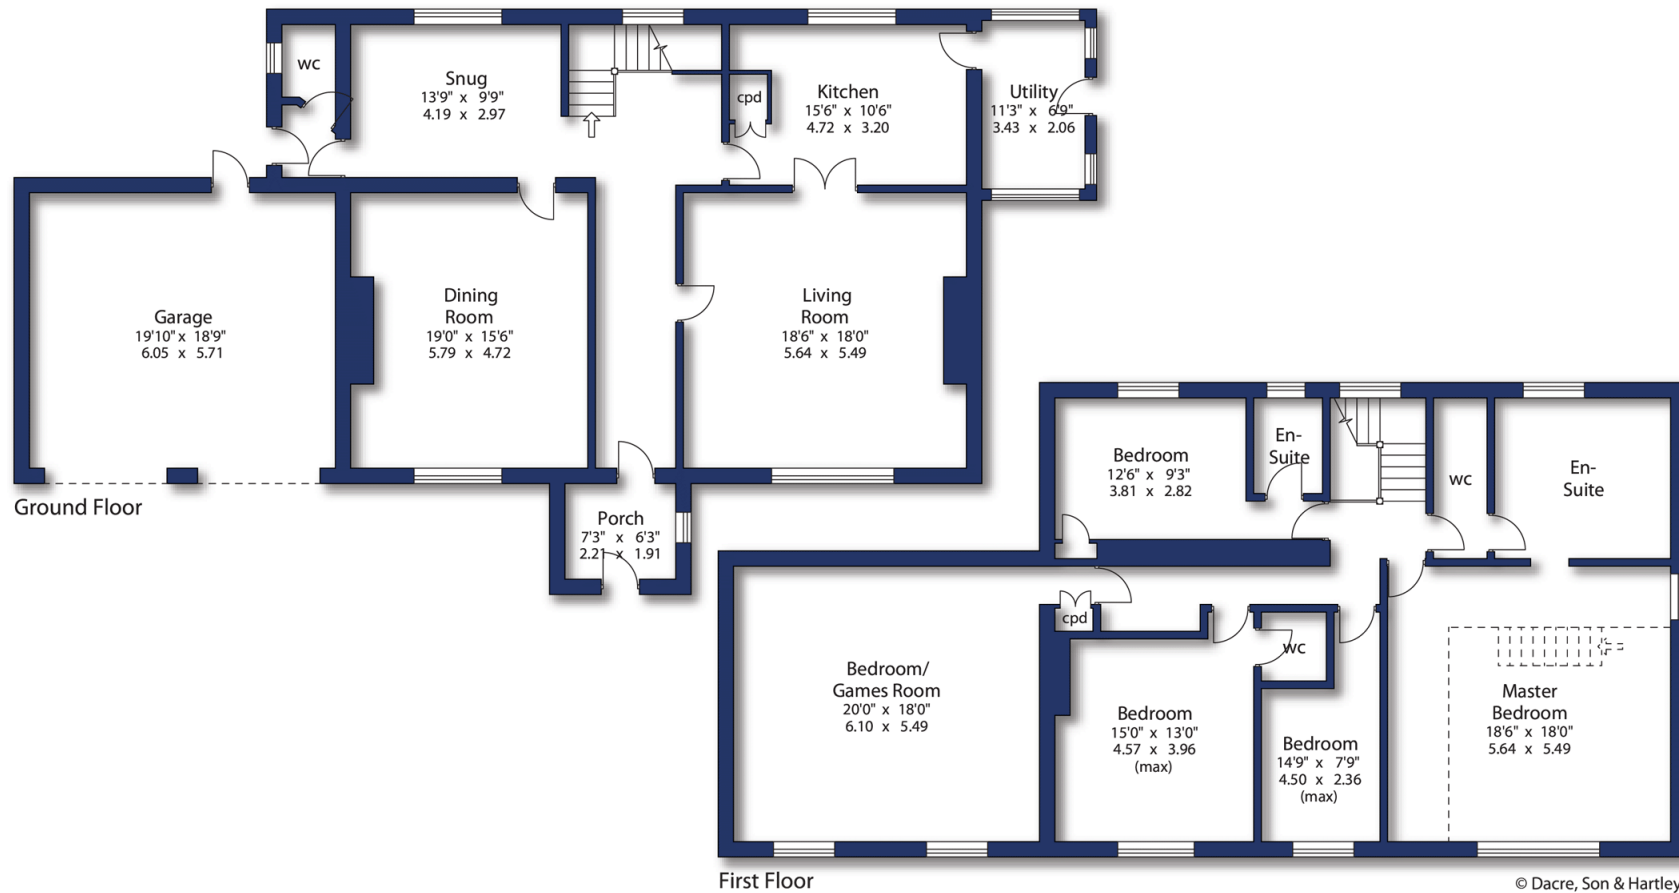 wc
Snug
13'9" x 9'9"
4.19 x 2.97
cpd
Kitchen
15'6" x 10'6"
4.72 x 3.20
Utility
11'3" x 6'9"
3.43 x 2.06
Garage
19'10" x 18'9"
6.05 x 5.71
Dining
Room
19'0" x 15'6"
5.79 x 4.72
Living
Room
18'6" x 18'0"
5.64 x 5.49
Porch
7'3" x 6'3"
2.21 x 1.91
Ground Floor
Bedroom
12'6" x 9'3"
3.81 x 2.82
En-
Suite
wc
En-
Suite
cpd
wc
Bedroom/
Games Room
20'0" x 18'0"
6.10 x 5.49
Bedroom
15'0" x 13'0"
4.57 x 3.96
(max)
Bedroom
14'9" x 7'9"
4.50 x 2.36
(max)
Master
Bedroom
18'6" x 18'0"
5.64 x 5.49
First Floor
© Dacre, Son & Hartley